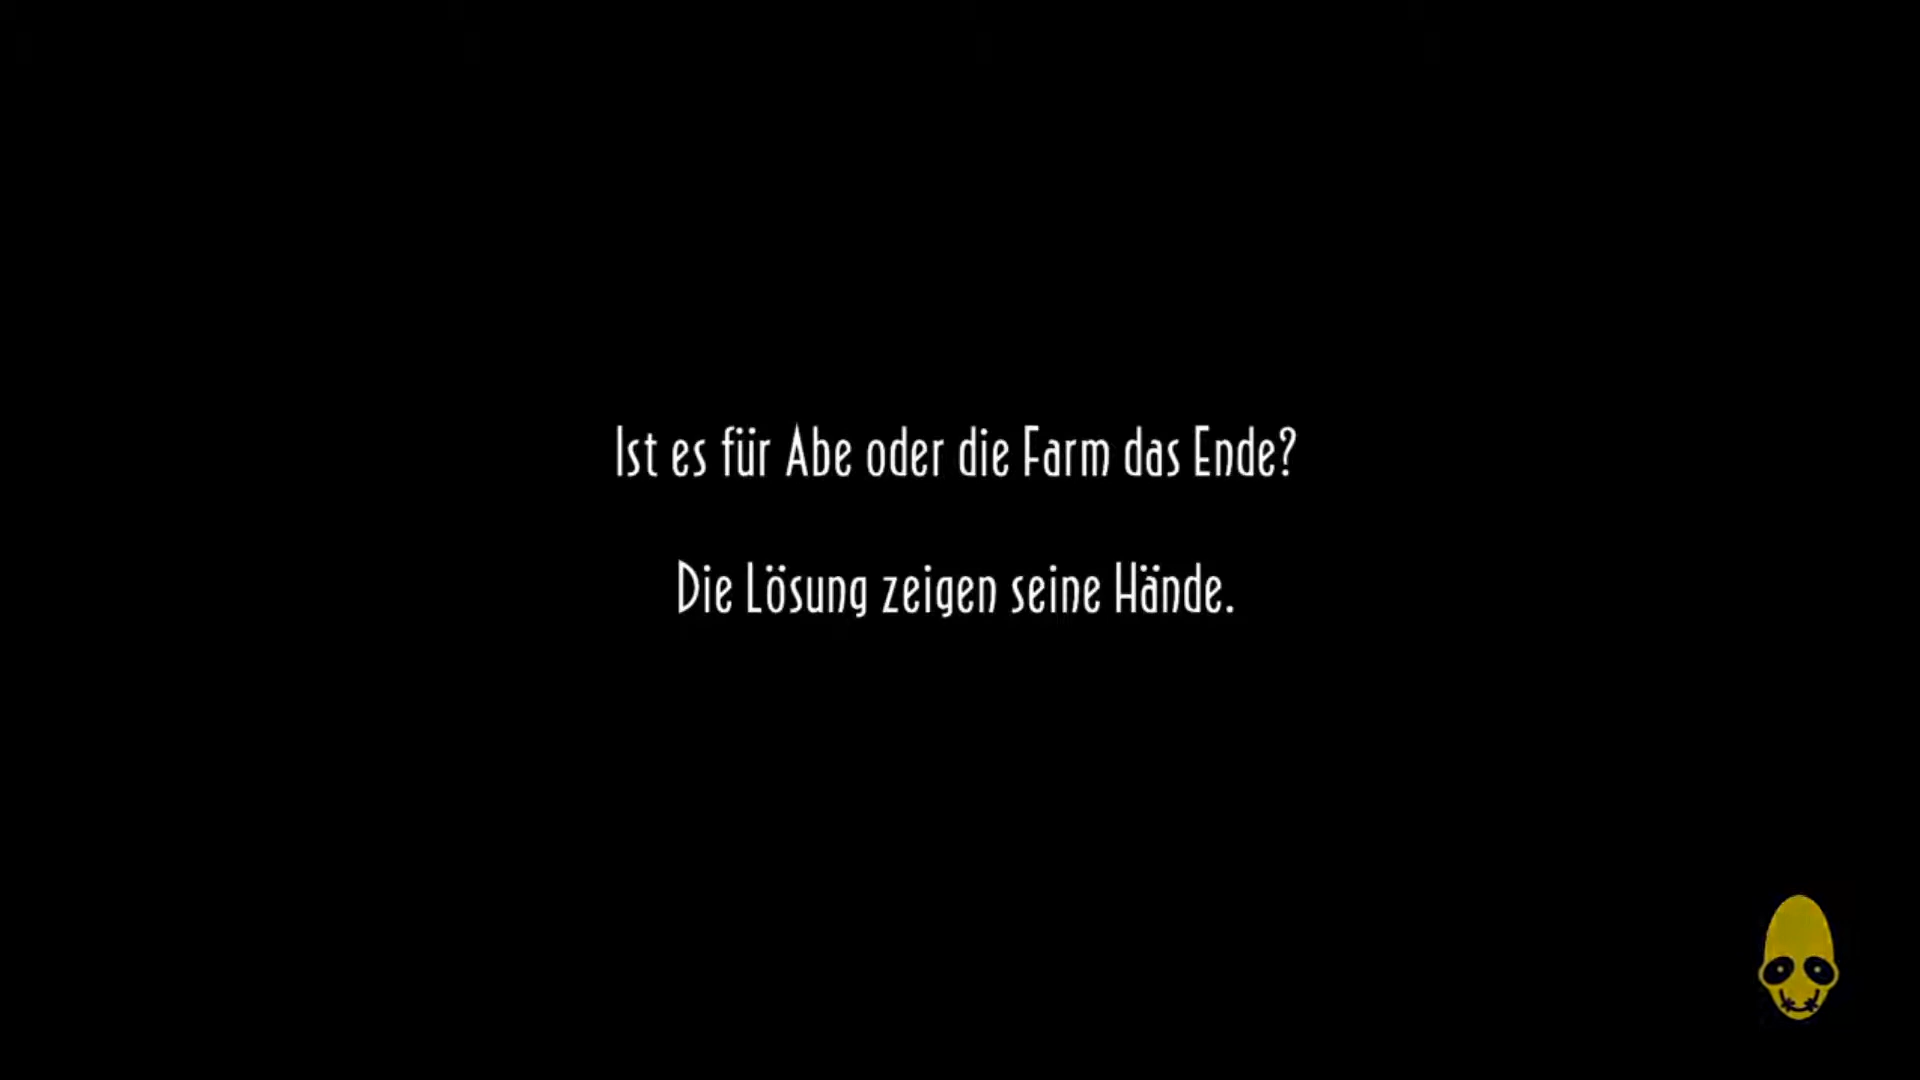 Ist es für Abe oder die Farm das Ende?
Die Lösung zeigen seine Hände.